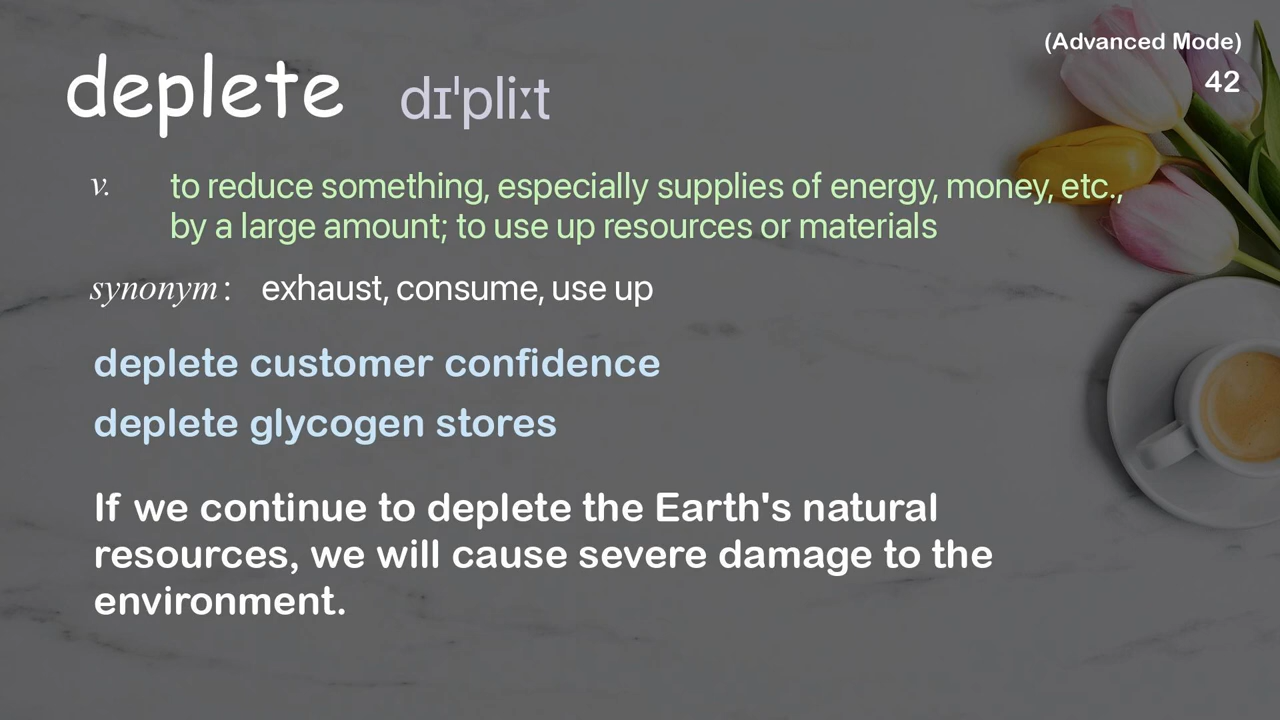 (Advanced Mode)
42
deplete dɪˈpliːt
v. to reduce something, especially supplies of energy, money, etc.,
by a large amount; to use up resources or materials
synonym : exhaust, consume, use up
deplete customer confidence
deplete glycogen stores
If we continue to deplete the Earth's natural
resources, we will cause severe damage to the
environment.